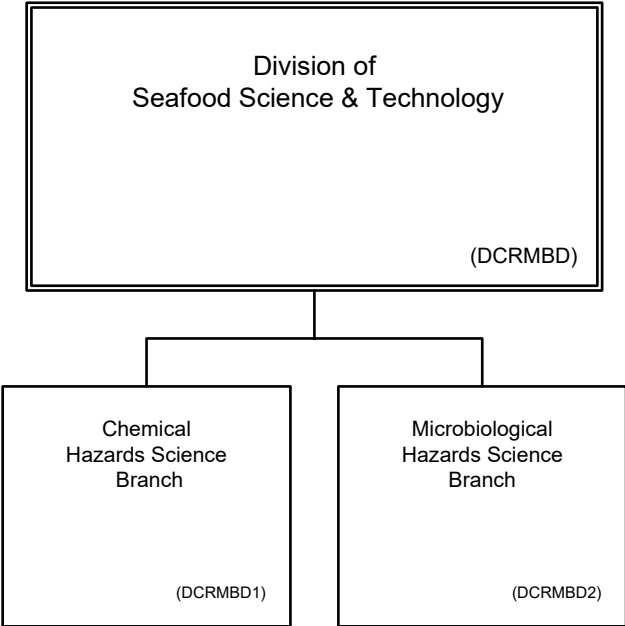 Division of
Seafood Science & Technology
(DCRMBD)
Chemical
Hazards Science
Branch
(DCRMBD1)
Microbiological
Hazards Science
Branch
(DCRMBD2)